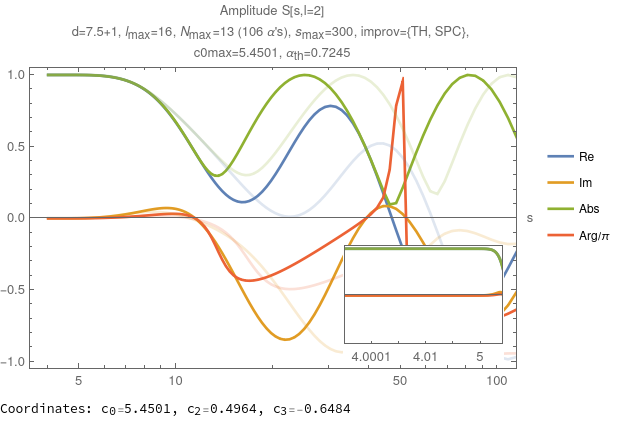 Amplitude S[s,l=2]
d=7.5+1, lmax=16, Nmax=13 (106 α's), smax=300, improv={TH, SPC},
c0max=5.4501, αth=0.7245
1.0
0.5
0.0
−0.5
−1.0
s
5
10
50
100
4.0001
4.01
5
Re
Im
Abs
Arg/π
Coordinates: c0=5.4501, c2=0.4964, c3=−0.6484